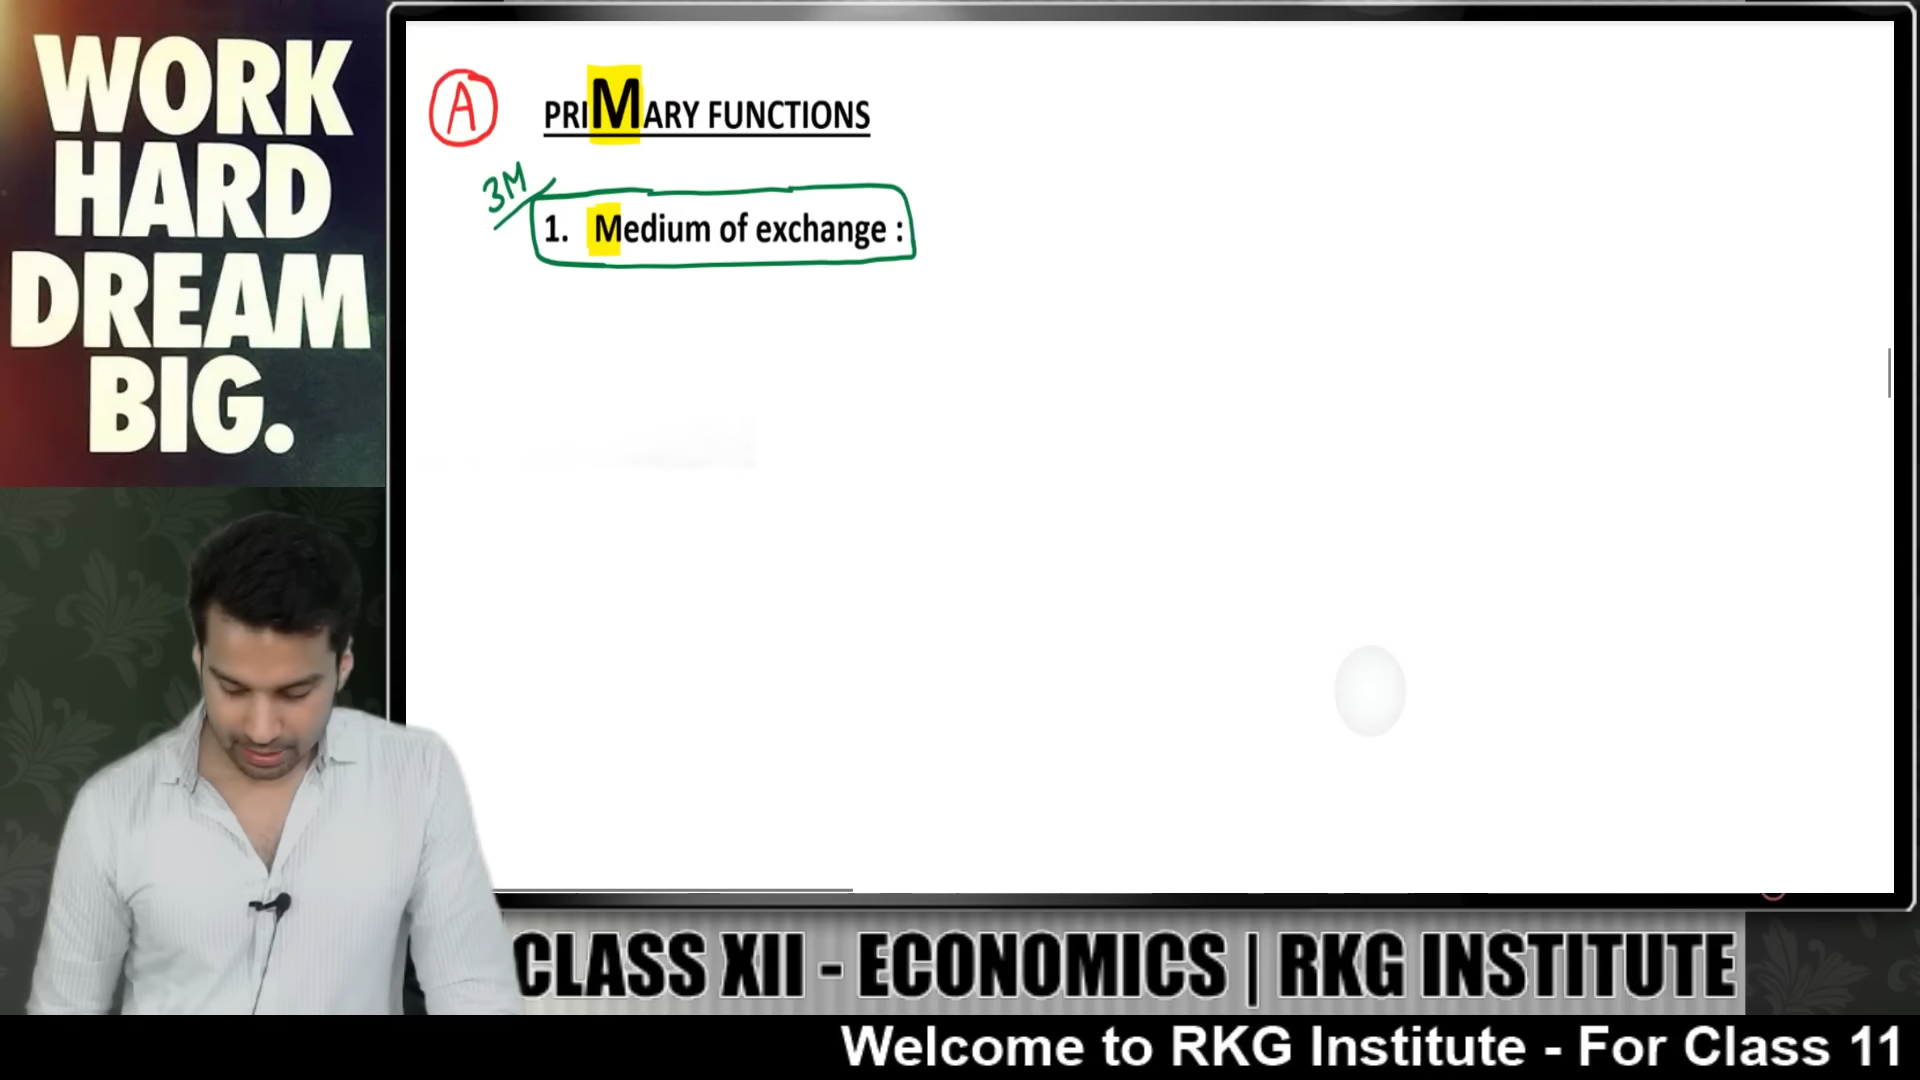 WORK
HARD
DREAM
BIG.
A PRIMARY FUNCTIONS
3M
1. Medium of exchange :
CLASS XII - ECONOMICS | RKG INSTITUTE
Welcome to RKG Institute - For Class 11